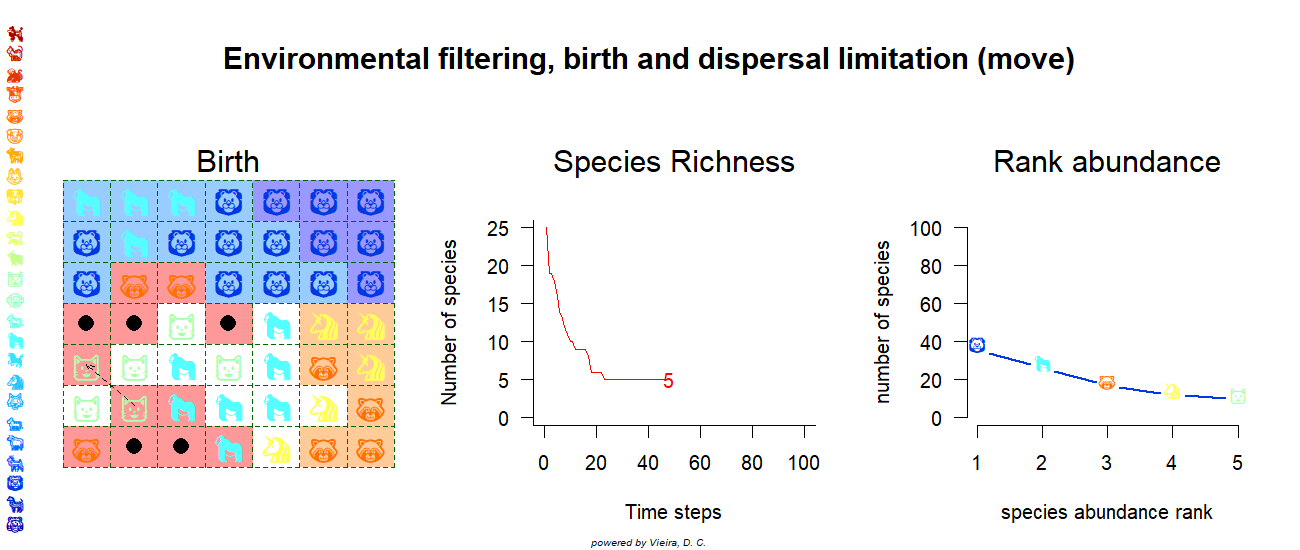 Environmental filtering, birth and dispersal limitation (move)
Birth
Species Richness
Number of species
25
20
15
10
5
0
5
0 20 40 60 80 100
Time steps
Rank abundance
number of species
100
80
60
40
20
0
1 2 3 4 5
species abundance rank
powered by Vieira, D. C.